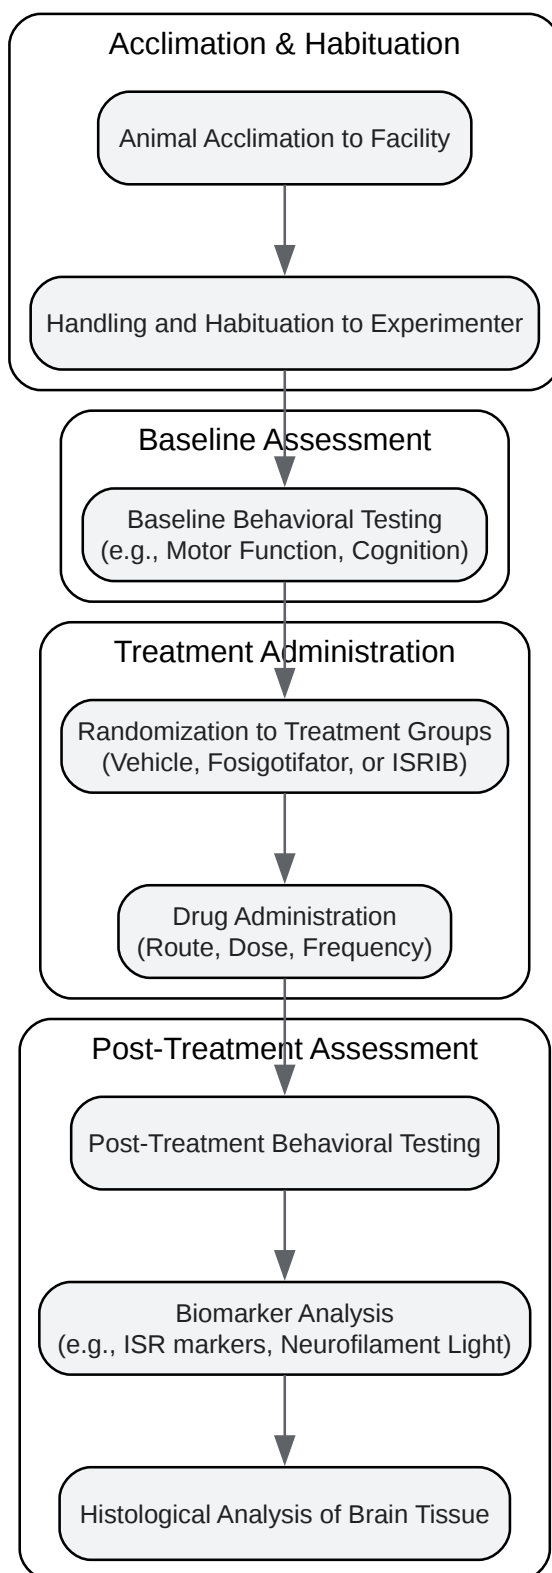 Acclimation & Habituation
Animal Acclimation to Facility
Handling and Habituation to Experimenter
Baseline Assessment
Baseline Behavioral Testing
(e.g., Motor Function, Cognition)
Treatment Administration
Randomization to Treatment Groups
(Vehicle, Fosigotifator, or ISRIB)
Drug Administration
(Route, Dose, Frequency)
Post-Treatment Assessment
Post-Treatment Behavioral Testing
Biomarker Analysis
(e.g., ISR markers, Neurofilament Light)
Histological Analysis of Brain Tissue